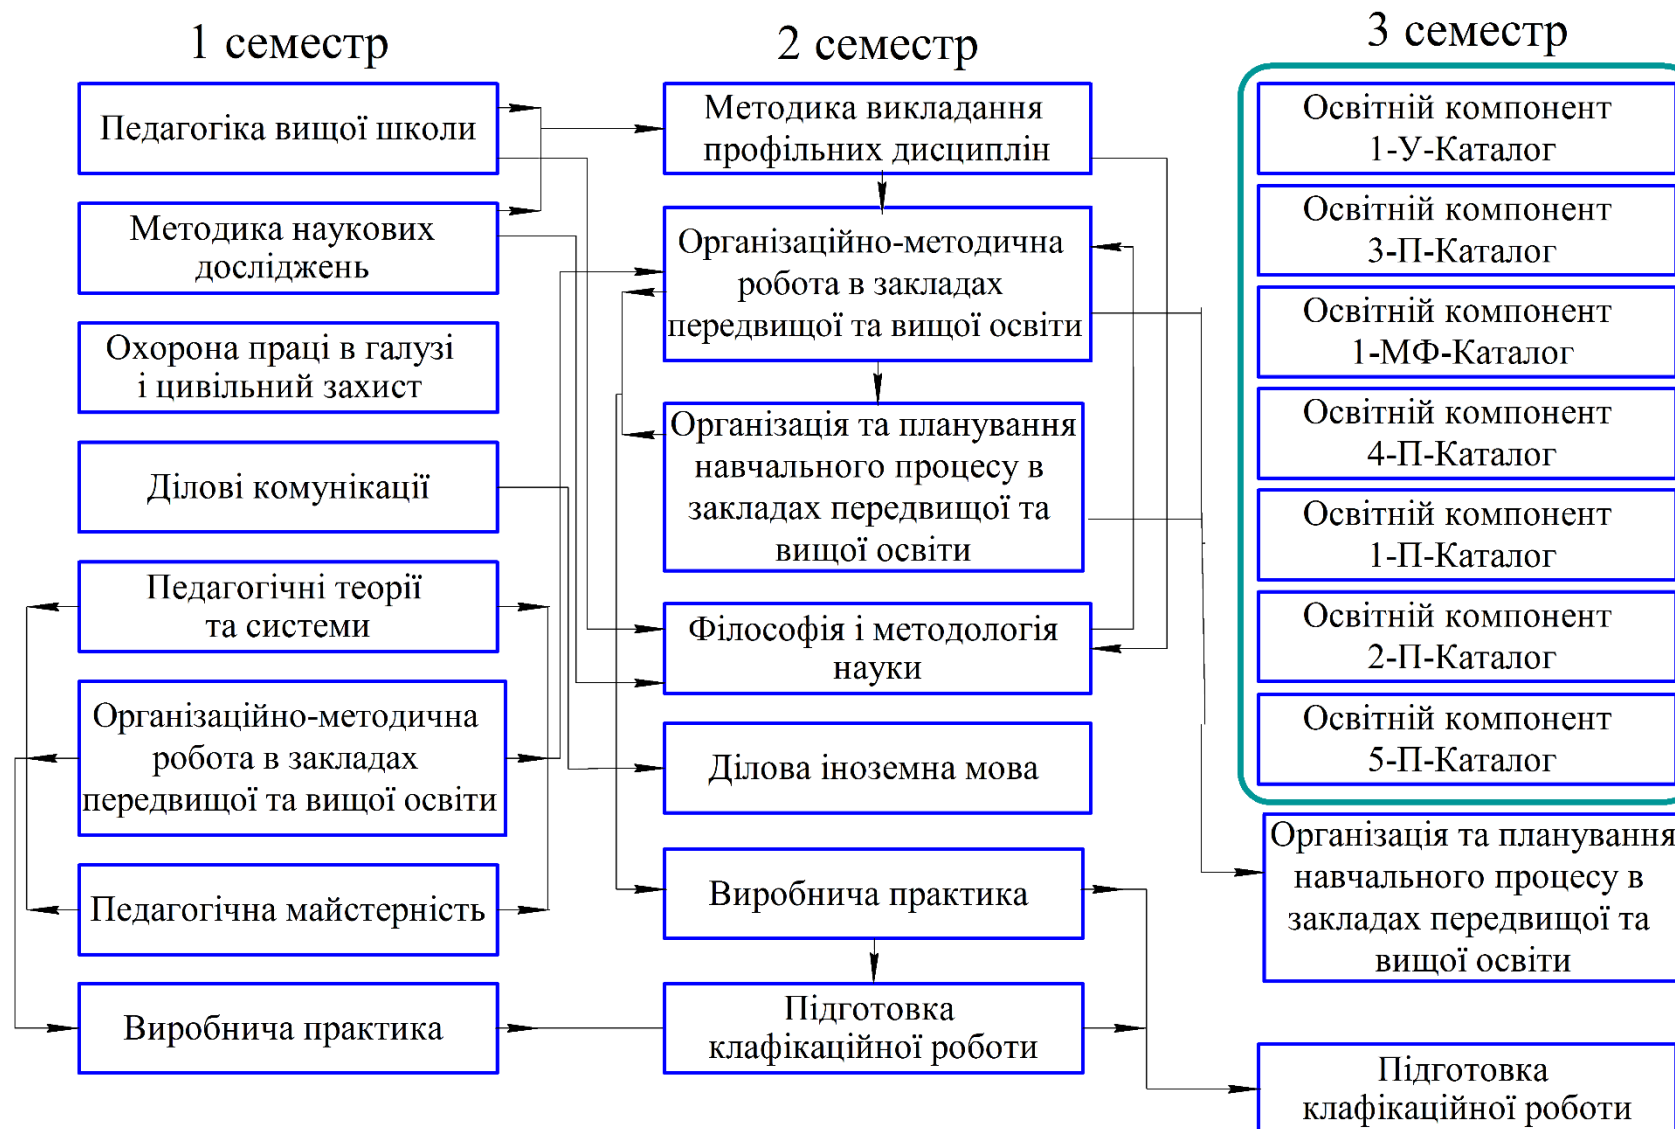 1 семестр
Педагогіка вищої школи
Методика наукових
досліджень
Охорона праці в галузі
і цивільний захист
Ділові комунікації
Педагогічні теорії
та системи
Організаційно-методична
робота в закладах
передвищої та вищої освіти
Педагогічна майстерність
Виробнича практика
2 семестр
Методика викладання
профільних дисциплін
Організаційно-методична
робота в закладах
передвищої та вищої освіти
Організація та планування
навчального процесу в
закладах передвищої та
вищої освіти
Філософія і методологія
науки
Ділова іноземна мова
Виробнича практика
Підготовка
клафікаційної роботи
3 семестр
Освітній компонент
1-У-Каталог
Освітній компонент
3-П-Каталог
Освітній компонент
1-МФ-Каталог
Освітній компонент
4-П-Каталог
Освітній компонент
1-П-Каталог
Освітній компонент
2-П-Каталог
Освітній компонент
5-П-Каталог
Організація та планування
навчального процесу в
закладах передвищої та
вищої освіти
Підготовка
клафікаційної роботи